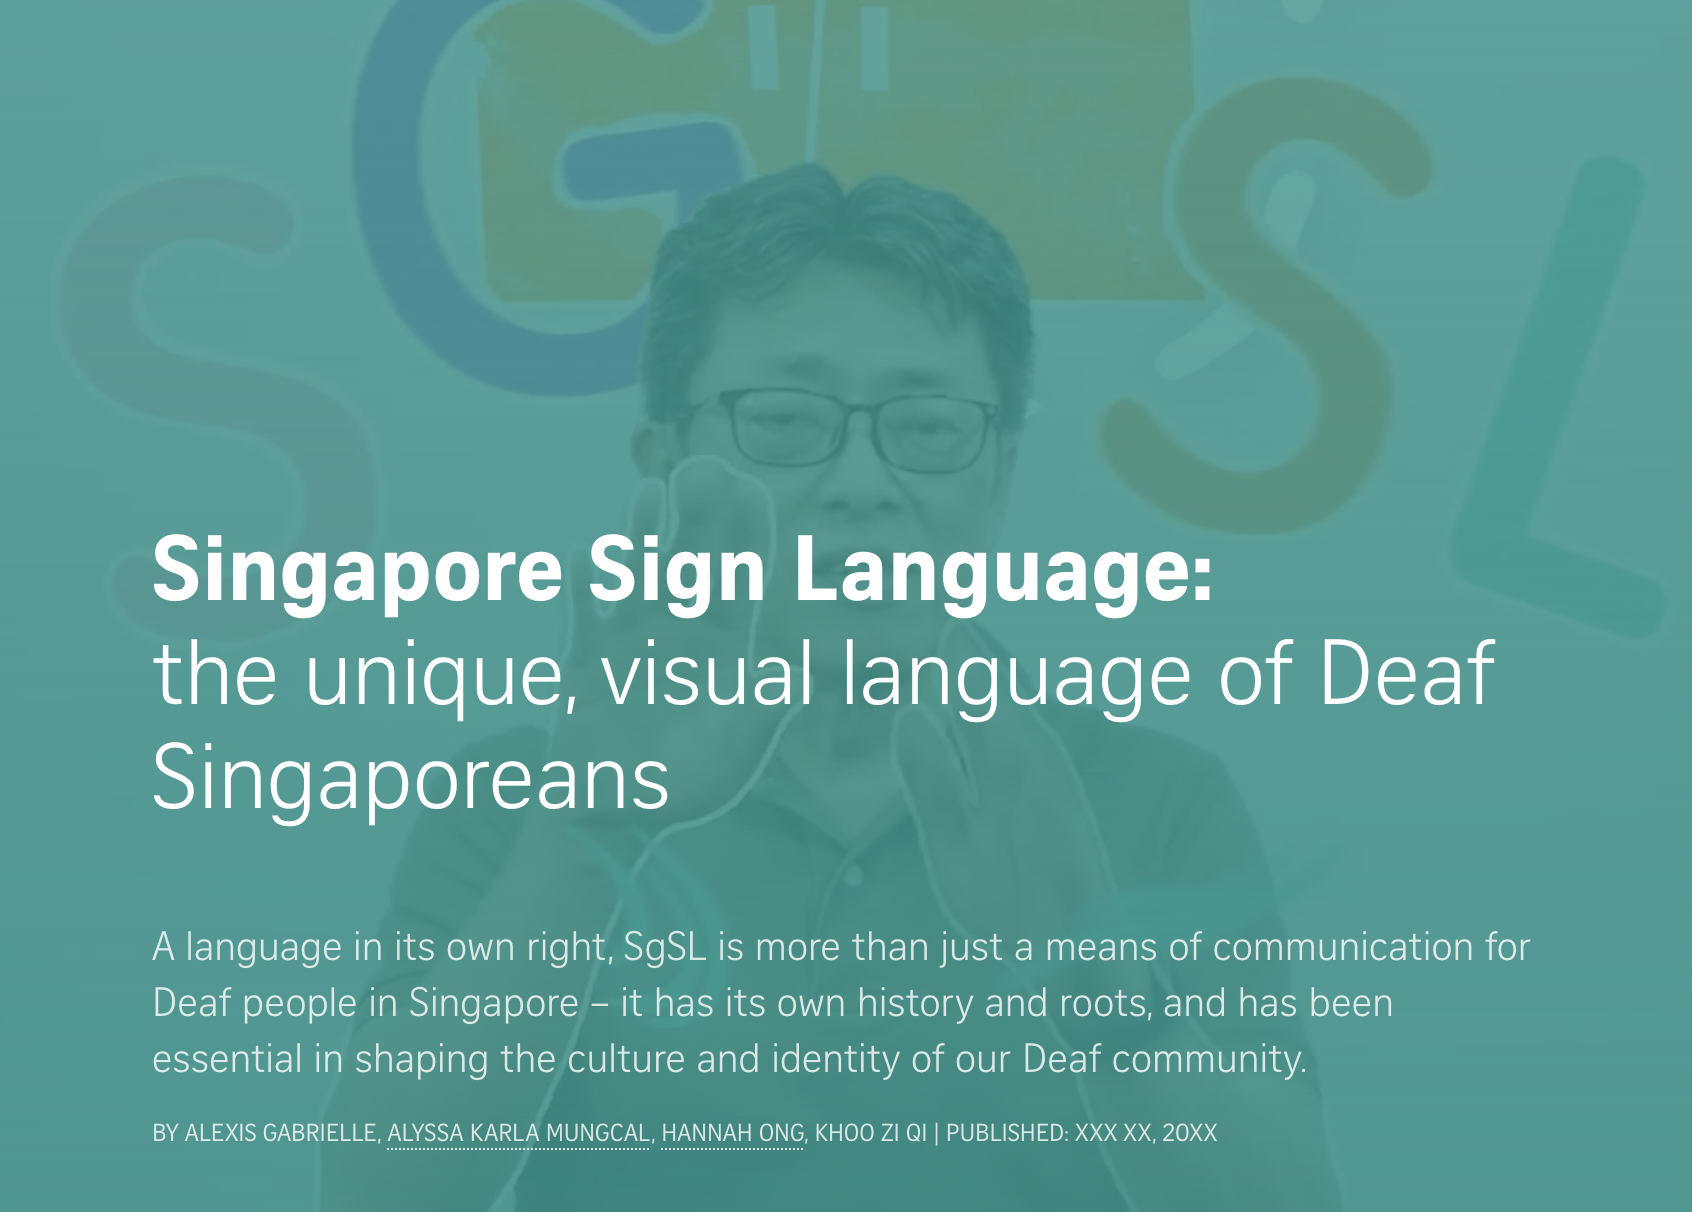 SGSL
Singapore Sign Language:
the unique, visual language of Deaf
Singaporeans
A language in its own right, SgSL is more than just a means of communication for
Deaf people in Singapore – it has its own history and roots, and has been
essential in shaping the culture and identity of our Deaf community.
BY ALEXIS GABRIELLE, ALYSSA KARLA MUNGCAL, HANNAH ONG, KHOO ZI QI | PUBLISHED: XXX XX, 20XX